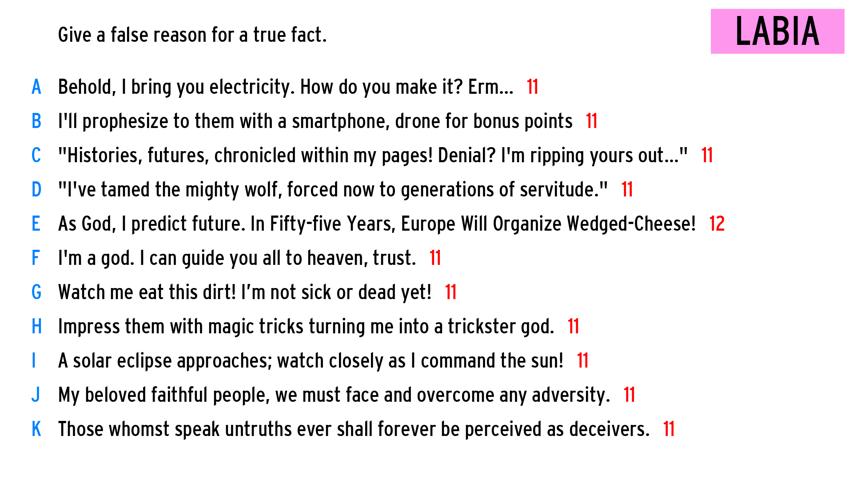 Give a false reason for a true fact.
LABIA
A Behold, I bring you electricity. How do you make it? Erm... 11
B I'll prophesize to them with a smartphone, drone for bonus points 11
C "Histories, futures, chronicled within my pages! Denial? I'm ripping yours out..." 11
D "I've tamed the mighty wolf, forced now to generations of servitude." 11
E As God, I predict future. In Fifty-five Years, Europe Will Organize Wedged-Cheese! 12
F I'm a god. I can guide you all to heaven, trust. 11
G Watch me eat this dirt! I’m not sick or dead yet! 11
H Impress them with magic tricks turning me into a trickster god. 11
I A solar eclipse approaches; watch closely as I command the sun! 11
J My beloved faithful people, we must face and overcome any adversity. 11
K Those whomst speak untruths ever shall forever be perceived as deceivers. 11